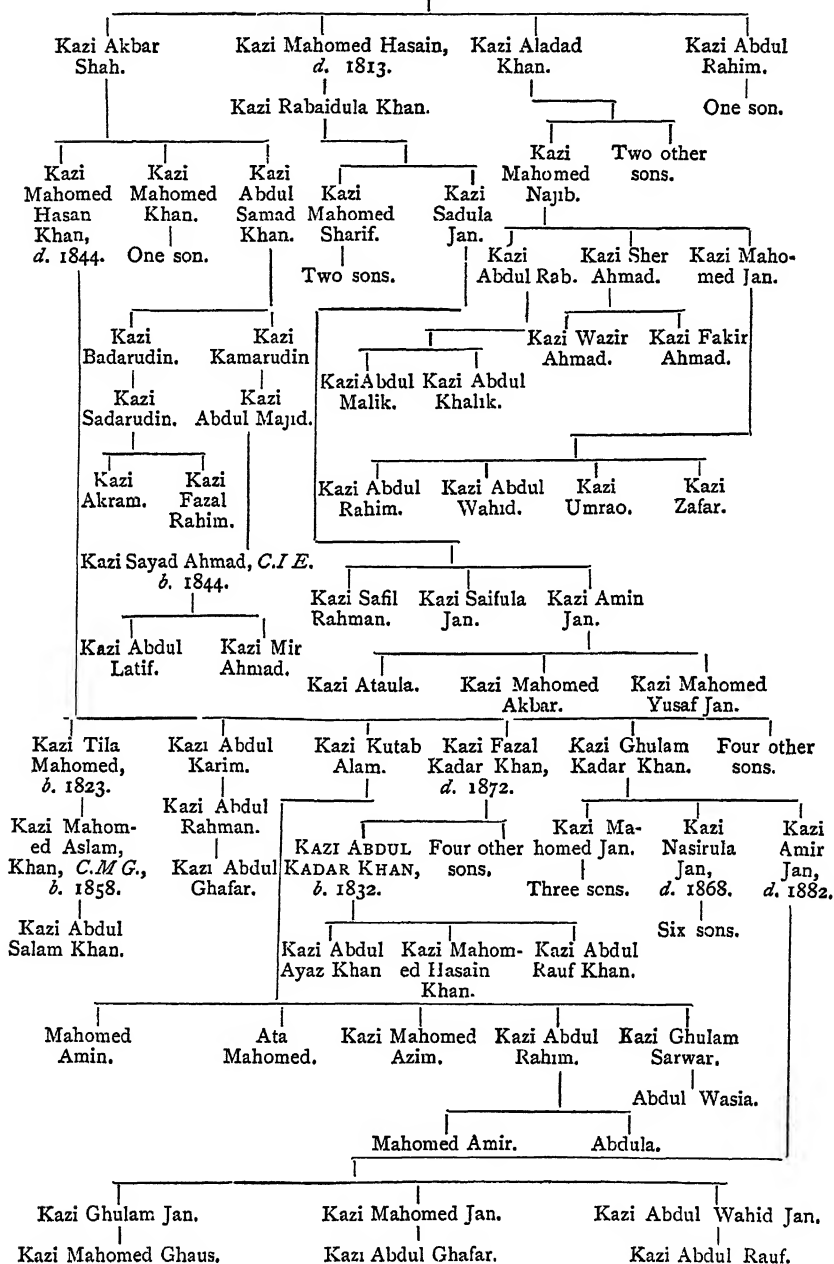 Kazi Akbar
Shah.
Kazi Mahomed Hasain,
d. 1813.
Kazi Aladad
Khan.
Kazi Abdul
Rahim.
Kazi Rabaidula Khan.
One son.
Kazi
Mahomed
Hasan
Khan,
d. 1844.
Kazi
Mahomed
Khan.
One son.
Kazi
Abdul
Samad
Khan.
Kazi
Mahomed
Sharif.
Two sons.
Kazi
Sadula
Jan.
Kazi
Mahomed
Najib.
Two other
sons.
Kazi
Abdul Rab.
Kazi Sher
Ahmad.
Kazi Maho-
med Jan.
Kazi
Badarudin.
Kazi
Kamarudin
Kazi Wazir
Ahmad.
Kazi Fakir
Ahmad.
Kazi Abdul
Malik.
Kazi Abdul
Khalik.
Kazi
Sadarudin.
Kazi
Abdul Majid.
Kazi
Akram.
Kazi
Fazal
Rahim.
Kazi Abdul
Rahim.
Kazi Abdul
Wahid.
Kazi
Umrao.
Kazi
Zafar.
Kazi Sayad Ahmad, C.I E.
b. 1844.
Kazi Safil
Rahman.
Kazi Saifula
Jan.
Kazi Amin
Jan.
Kazi Abdul
Latif.
Kazi Mir
Ahmad.
Kazi Ataula.
Kazi Mahomed
Akbar.
Kazi Mahomed
Yusaf Jan.
Kazi Tila
Mahomed,
b. 1823.
Kazi Abdul
Karim.
Kazi Kutab
Alam.
Kazi Fazal
Kadar Khan,
d. 1872.
Kazi Ghulam
Kadar Khan.
Four other
sons.
Kazi Mahom-
ed Aslam,
Khan, C.M G.,
b. 1858.
Kazi Abdul
Rahman.
Kazi Abdul
Ghafar.
KAZI ABDUL
KADAR KHAN,
b. 1832.
Four other
sons,
Kazi Ma-
homed Jan.
Three sons.
Kazi
Nasirula
Jan,
d. 1868.
Six sons.
Kazi
Amir
Jan,
d. 1882.
Kazi Abdul
Salam Khan.
Kazi Abdul
Ayaz Khan
Kazi Mahom-
ed Hasain
Khan.
Kazi Abdul
Rauf Khan.
Mahomed
Amin.
Ata
Mahomed.
Kazi Mahomed
Azim.
Kazi Abdul
Rahim.
Kazi Ghulam
Sarwar.
Abdul Wasia.
Mahomed Amir.
Abdula.
Kazi Ghulam Jan.
Kazi Mahomed Jan.
Kazi Abdul Wahid Jan.
Kazi Mahomed Ghaus.
Kazi Abdul Ghafar.
Kazi Abdul Rauf.